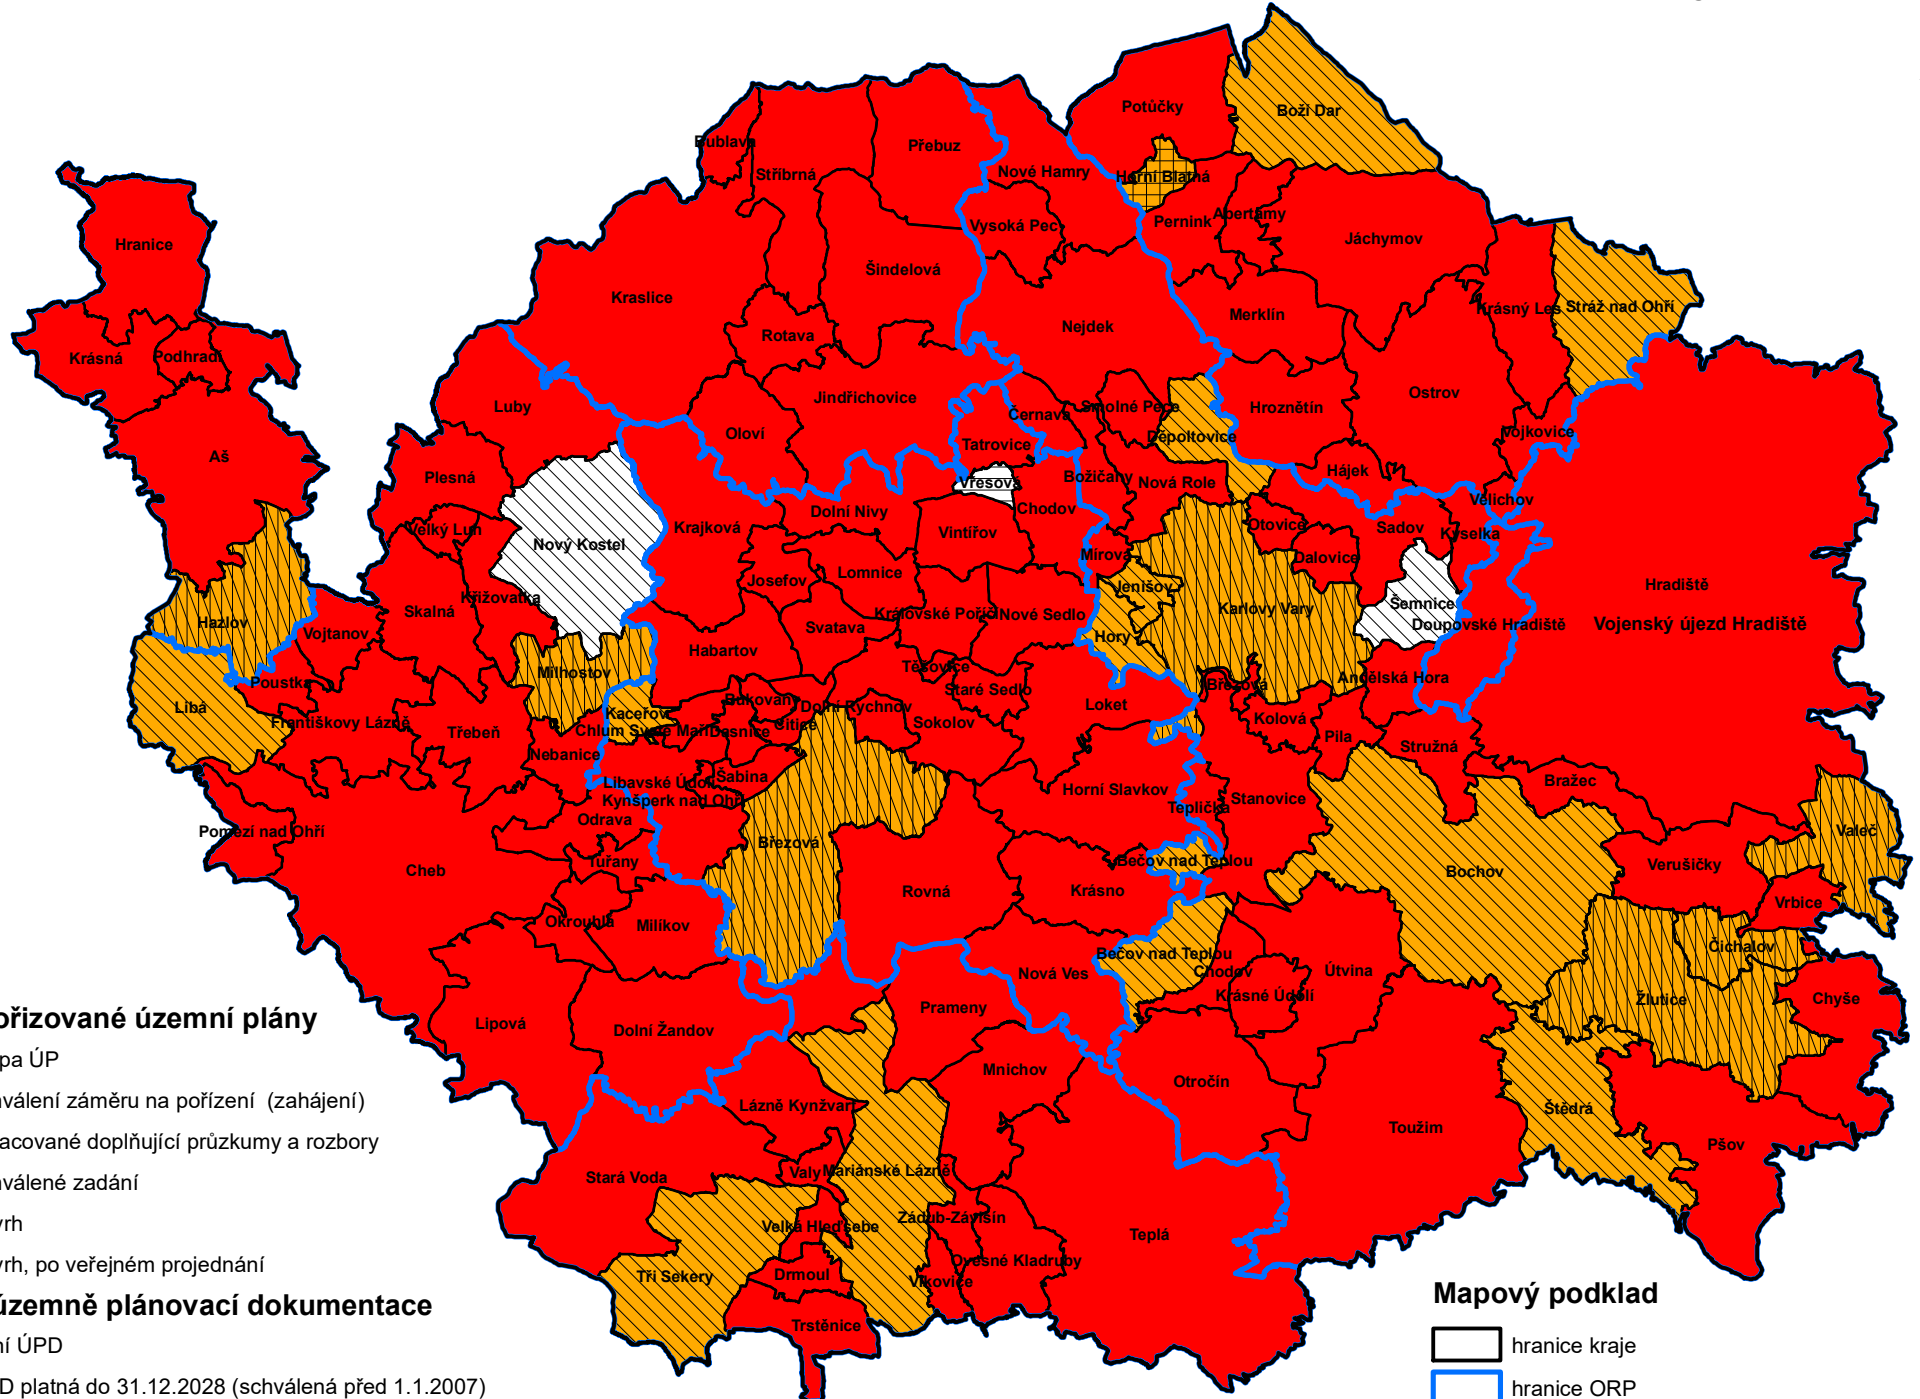 Potůčky
Boží Dar
Bublava
Stříbrná
Přebuz
Nové Hamry
Horní Blatná
Abertamy
Pernink
Vysoká Pec
Jáchymov
Hranice
Šindelová
Kraslice
Krásný Les
Stráž nad Ohří
Merklín
Nejdek
Rotava
Krásná
Podhradí
Luby
Jindřichovice
Ostrov
Hroznětín
Smolné Pece
Černava
Děpoltovice
Oloví
Vojkovice
Tatrovice
Aš
Hájek
Plesná
Božičany
Nová Role
Vřesová
Velichov
Chodov
Dolní Nivy
Krajková
Velký Luh
Otovice
Sadov
Kyselka
Vintířov
Nový Kostel
Mírová
Dalovice
Lomnice
Josefov
Jenišov
Hradiště
Křižovatka
Skalná
Šemnice
Karlovy Vary
Královské Poříčí
Nové Sedlo
Hazlov
Vojtanov
Svatava
Doupovské Hradiště
Vojenský újezd Hradiště
Hory
Habartov
Těšovice
Milhostov
Andělská Hora
Poustka
Březová
Staré Sedlo
Bukovany
Dolní Rychnov
Libá
Loket
Kaceřov
Františkovy Lázně
Kolová
Sokolov
Citice
Chlum Svaté Maří
Dasnice
Třebeň
Pila
Stružná
Nebanice
Šabina
Libavské Údolí
Bražec
Horní Slavkov
Kynšperk nad Ohří
Stanovice
Teplička
Odrava
Pomezí nad Ohří
Valeč
Březová
Tuřany
Bečov nad Teplou
Verušičky
Cheb
Bochov
Rovná
Krásno
Vrbice
Okrouhlá
Milíkov
Čichalov
Bečov nad Teplou
Nová Ves
Chodov
Útvina
Krásné Údolí
Žlutice
Chyše
Prameny
Lipová
Dolní Žandov
ořizované územní plány
pa ÚP
Mnichov
Otročín
nválení záměru na pořízení (zahájení)
Lázně Kynžvart
Štědrá
Toužim
acované doplňující průzkumy a rozbory
Pšov
Stará Voda
Valy
Mariánské Lázně
nválené zadání
vrh
Velká Hleďsebe
Zádub-Závišín
Teplá
vrh, po veřejném projednání
Ovesné Kladruby
Tři Sekery
Drmoul
Vlkovice
Mapový podklad
územně plánovací dokumentace
Trstěnice
ní ÚPD
hranice kraje
D platná do 31.12.2028 (schválená před 1.1.2007)
hranice ORP